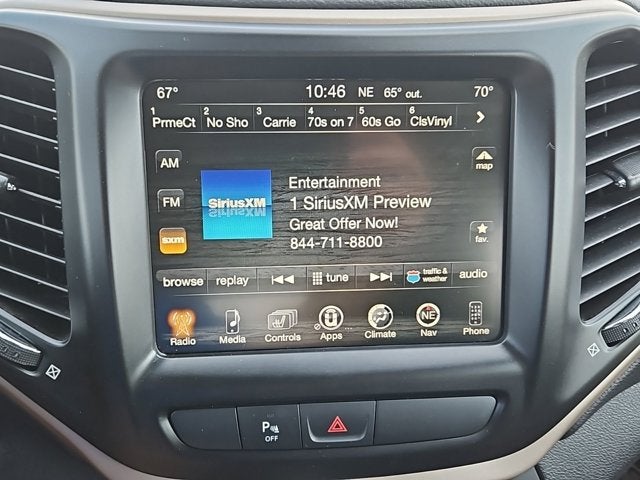 67° 10:46 NE 65° out. 70°
1 2 3 4 5 6
PrmeCt No Sho Carrie 70s on 7 60s Go ClsVinyl
AM
map
Entertainment
SiriusXM
1 SiriusXM Preview
FM
Great Offer Now!
fav.
sxm
844-711-8800
browse replay tune traffic & weather audio
NE
Radio Media Controls Apps Climate Nav Phone
P
OFF